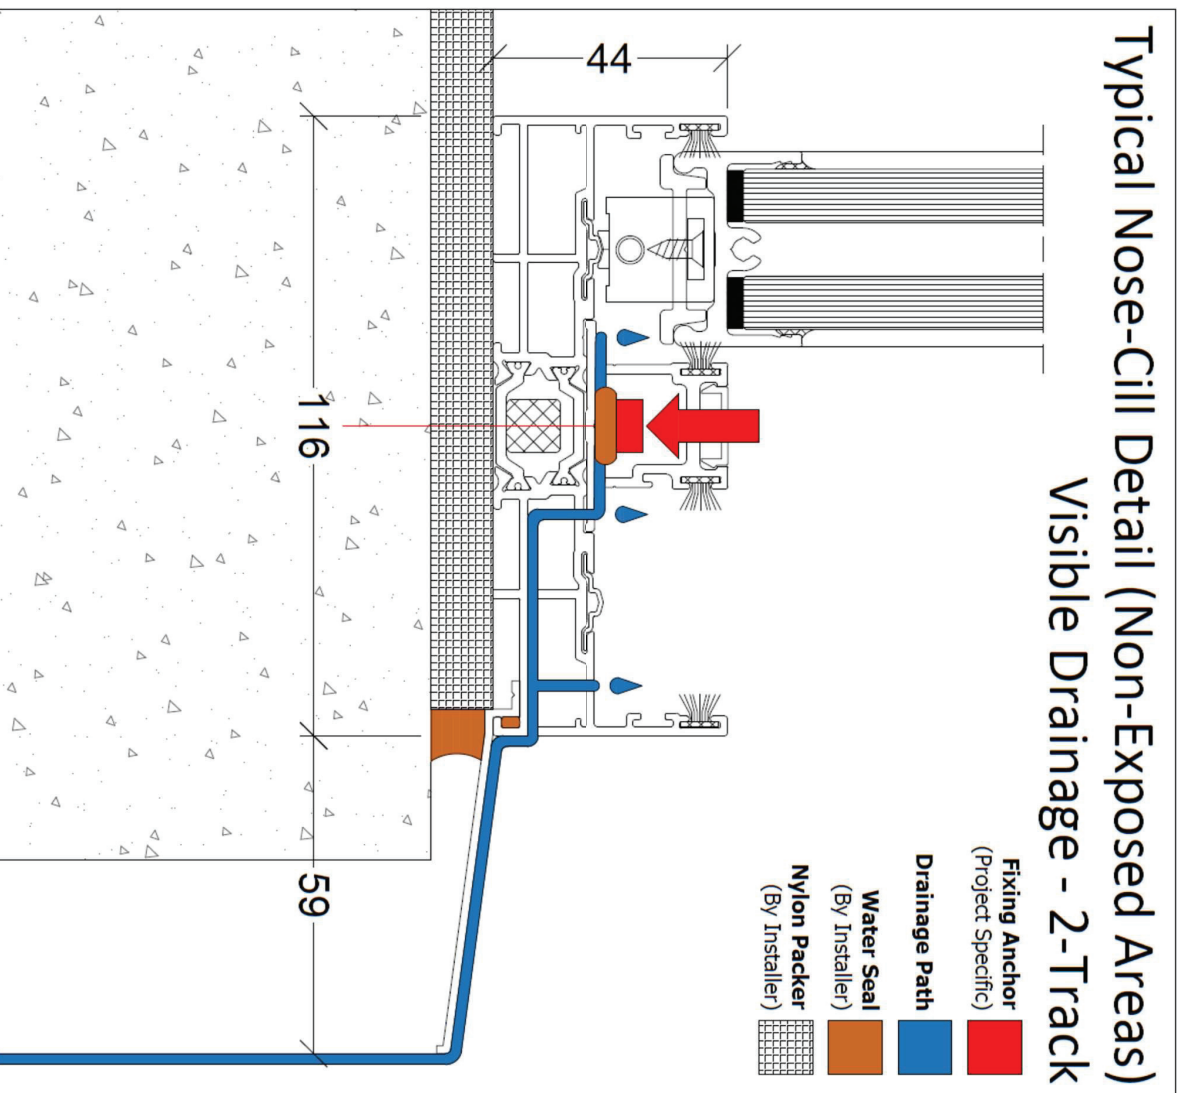 Typical Nose-Cill Detail (Non-Exposed Areas)
Visible Drainage - 2-Track
Fixing Anchor
(Project Specific)
Drainage Path
Water Seal
(By Installer)
Nylon Packer
(By Installer)
44
116
59